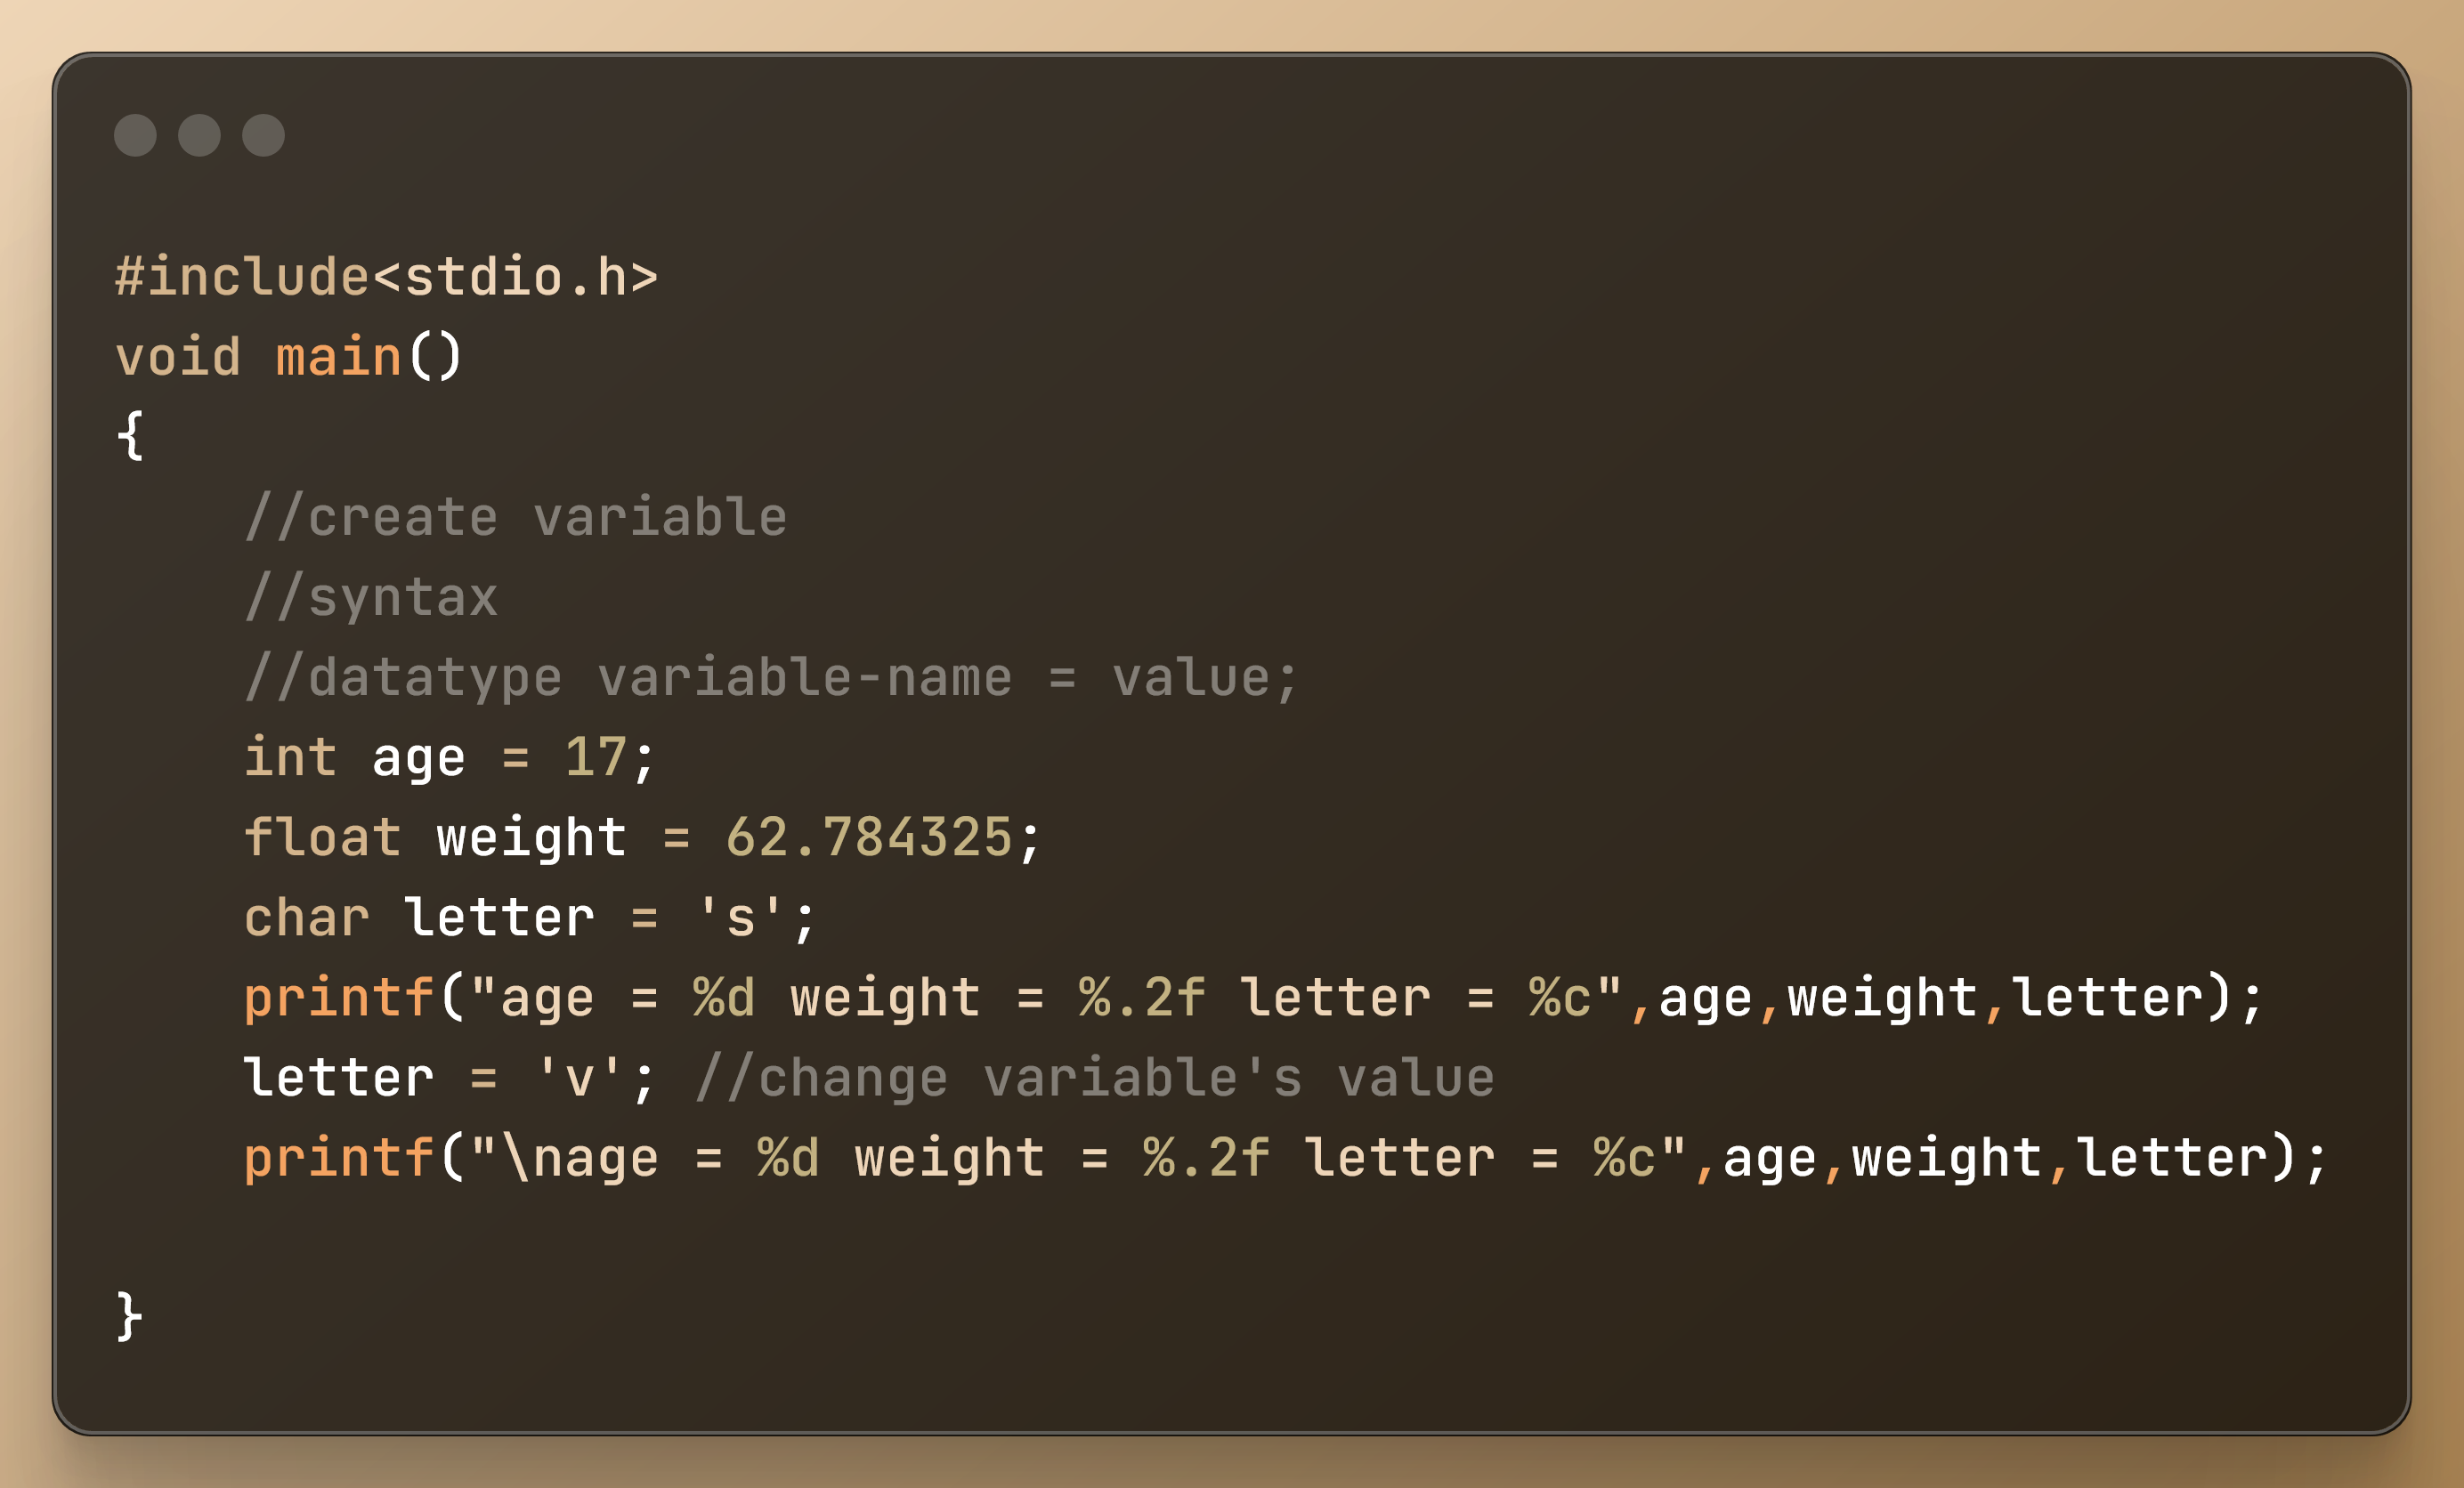 #include<stdio.h>
void main()
{
    //create variable
    //syntax
    //datatype variable-name = value;
    int age = 17;
    float weight = 62.784325;
    char letter = 's';
    printf("age = %d weight = %.2f letter = %c",age,weight,letter);
    letter = 'v'; //change variable's value
    printf("\nage = %d weight = %.2f letter = %c",age,weight,letter);

}